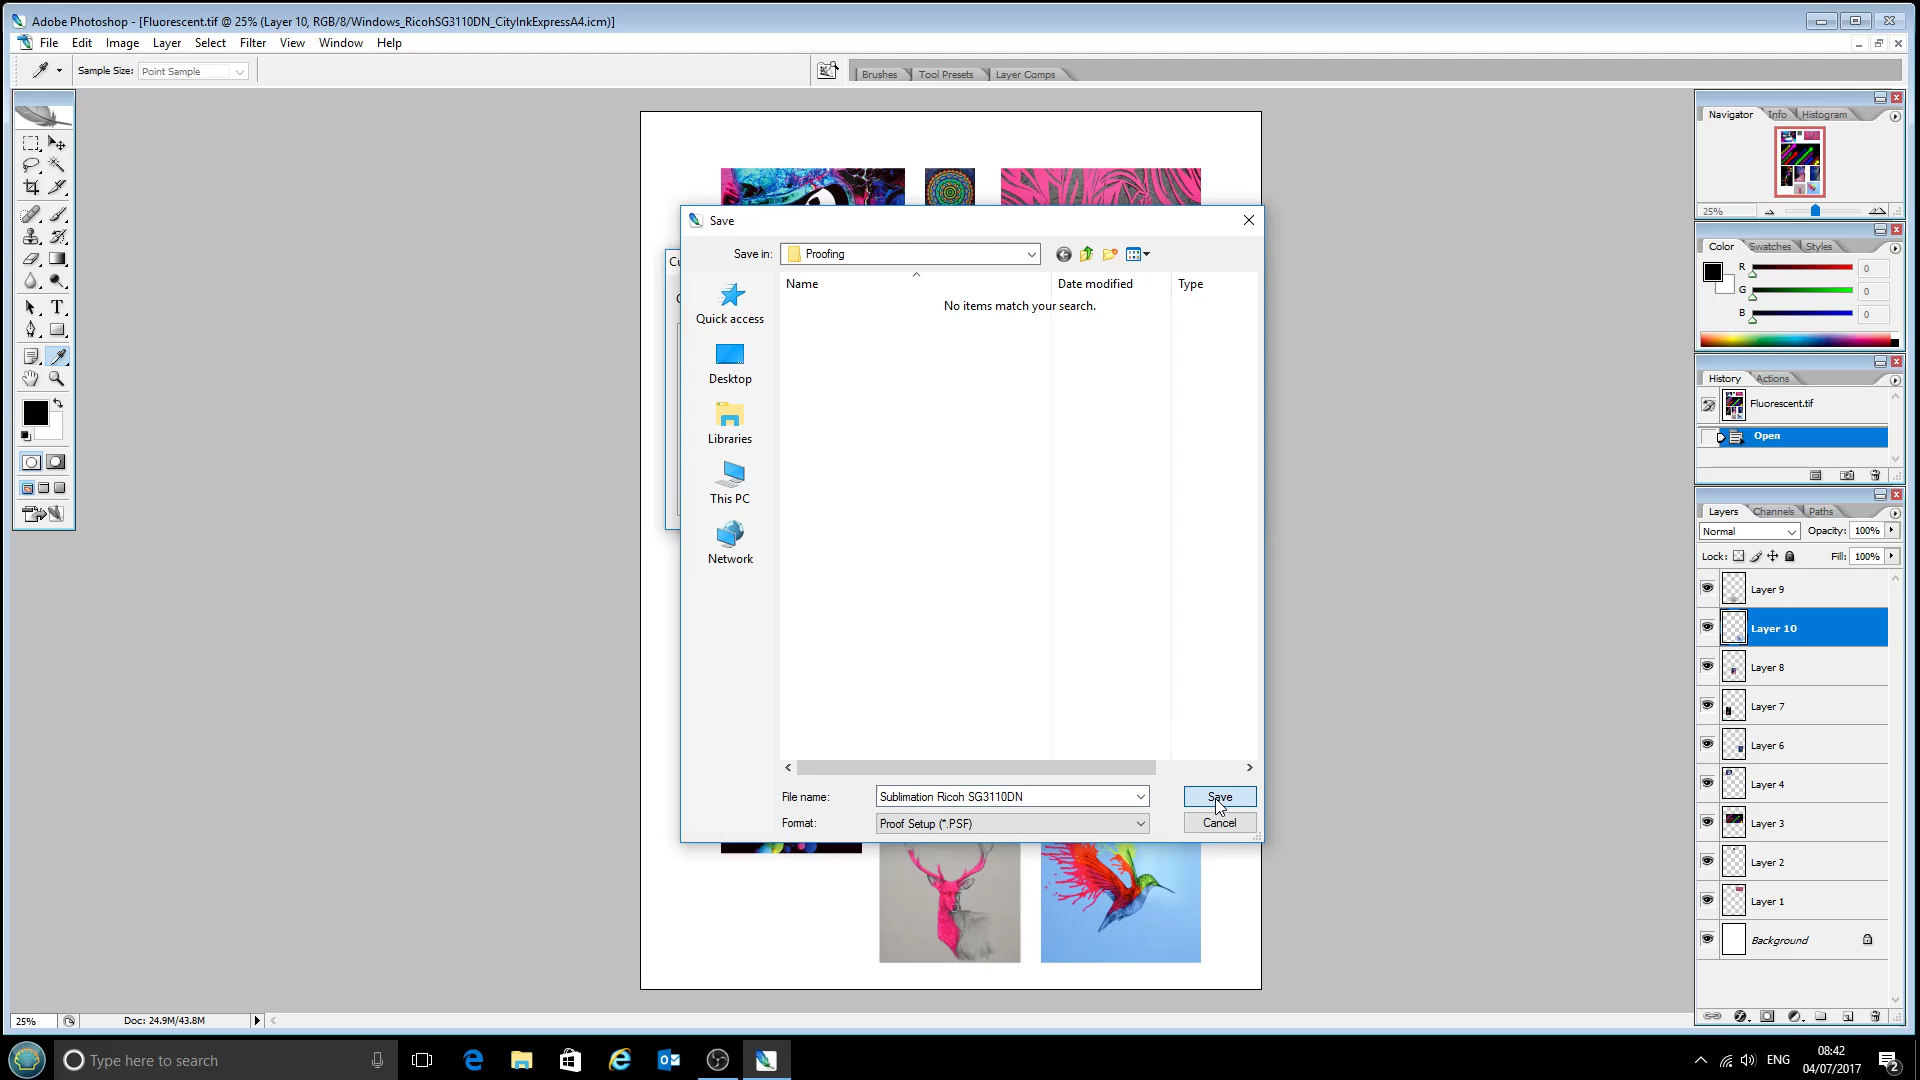 Adobe Photoshop - [Fluorescent.tif @ 25% (Layer 10, RGB/8/Windows_RicohSG3110DN_CityInkExpressA4.icm)]
File Edit Image Layer Select Filter View Window Help
Sample Size: Point Sample
Brushes Tool Presets Layer Comps
Navigator Info Histogram
25%
Color Swatches Styles
R 0
G 0
B 0
History Actions
Fluorescent.tif
Open
Layers Channels Paths
Normal Opacity: 100%
Lock: Fill: 100%
Layer 9
Layer 10
Layer 8
Layer 7
Layer 6
Layer 4
Layer 3
Layer 2
Layer 1
Background
Save
Save in: Proofing
Name Date modified Type
No items match your search.
Quick access
Desktop
Libraries
This PC
Network
File name: Sublimation Ricoh SG3110DN Save
Format: Proof Setup (*.PSF) Cancel
25% Doc: 24.9M/43.8M
Type here to search
ENG
08:42
04/07/2017
2